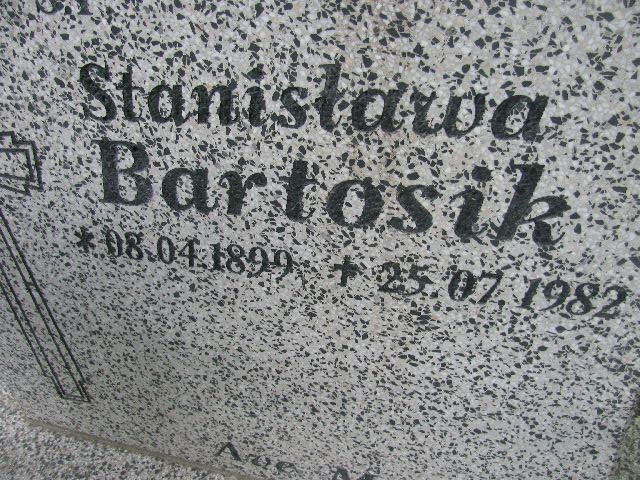 Stanisława
Bartosik
* 08.04.1899 + 25.07.1982